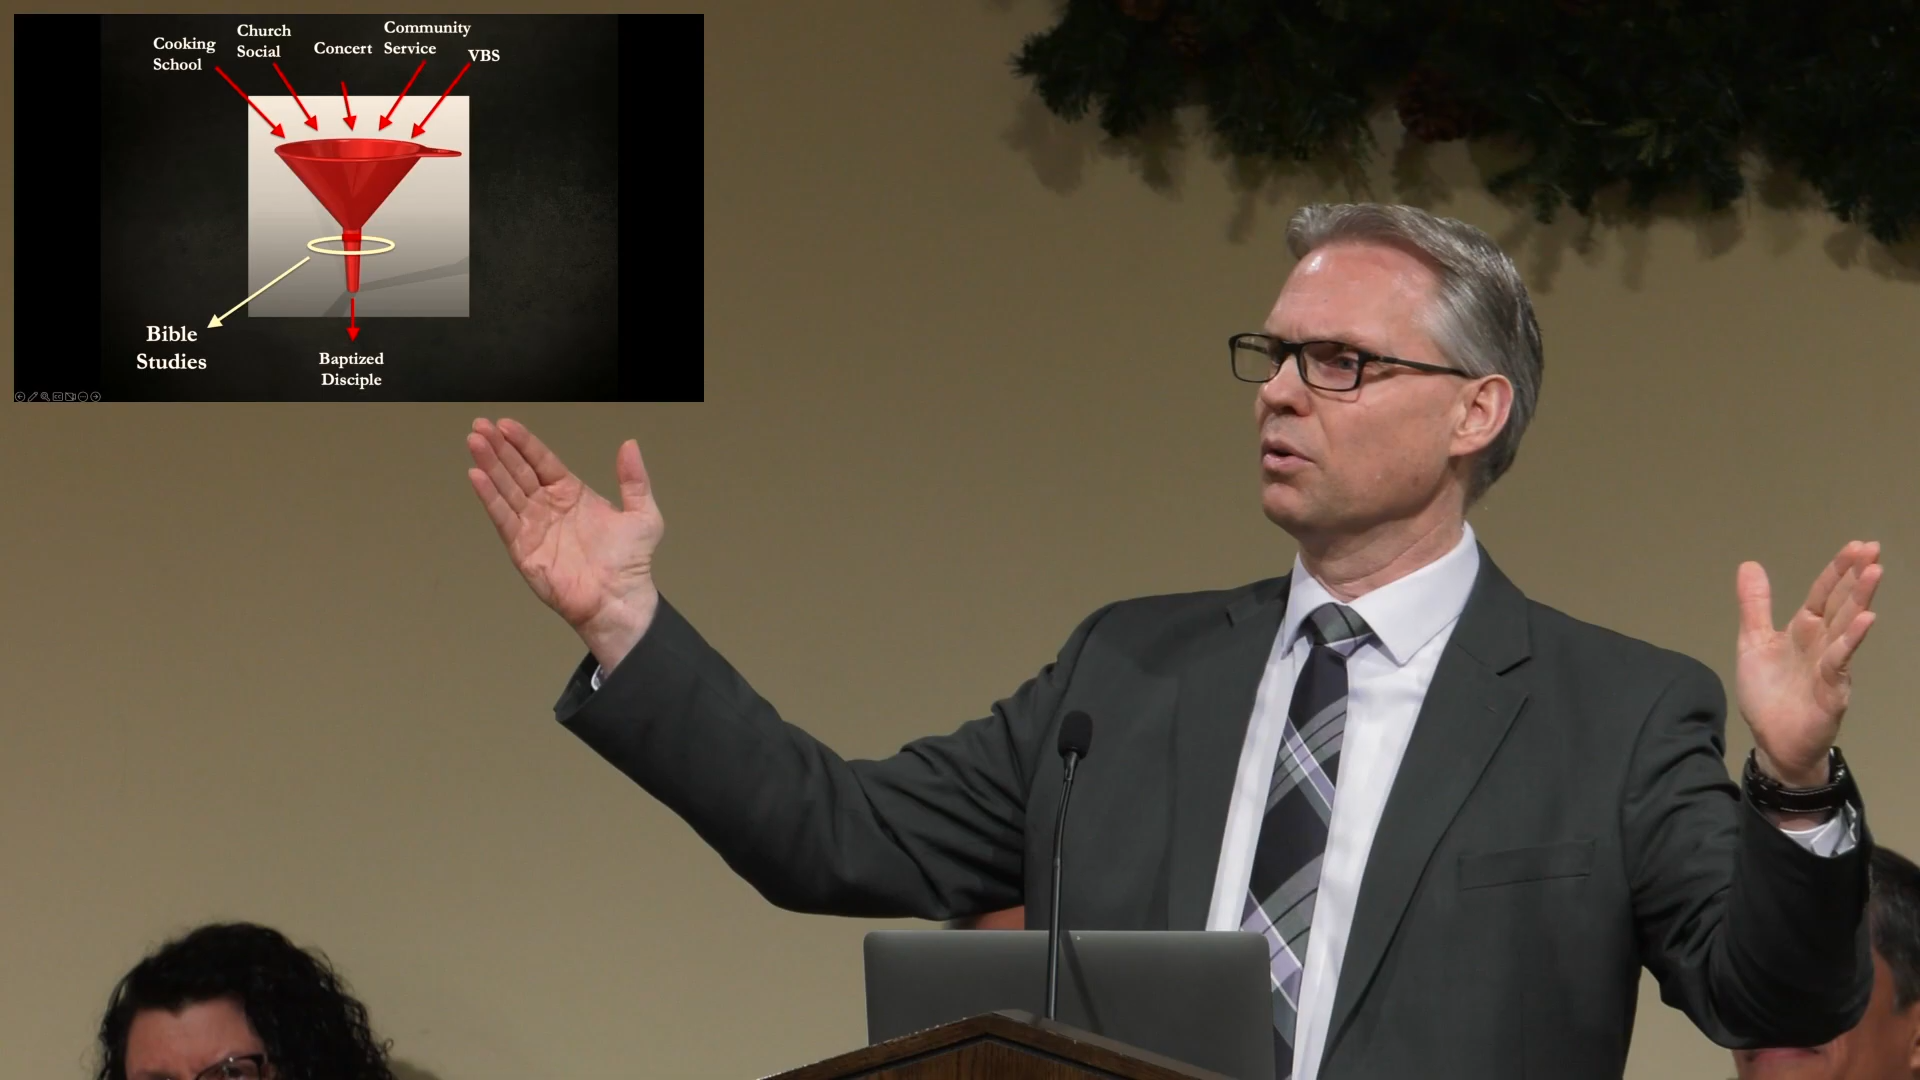 Cooking
School
Church
Social
Concert
Community
Service
VBS
Bible
Studies
Baptized
Disciple